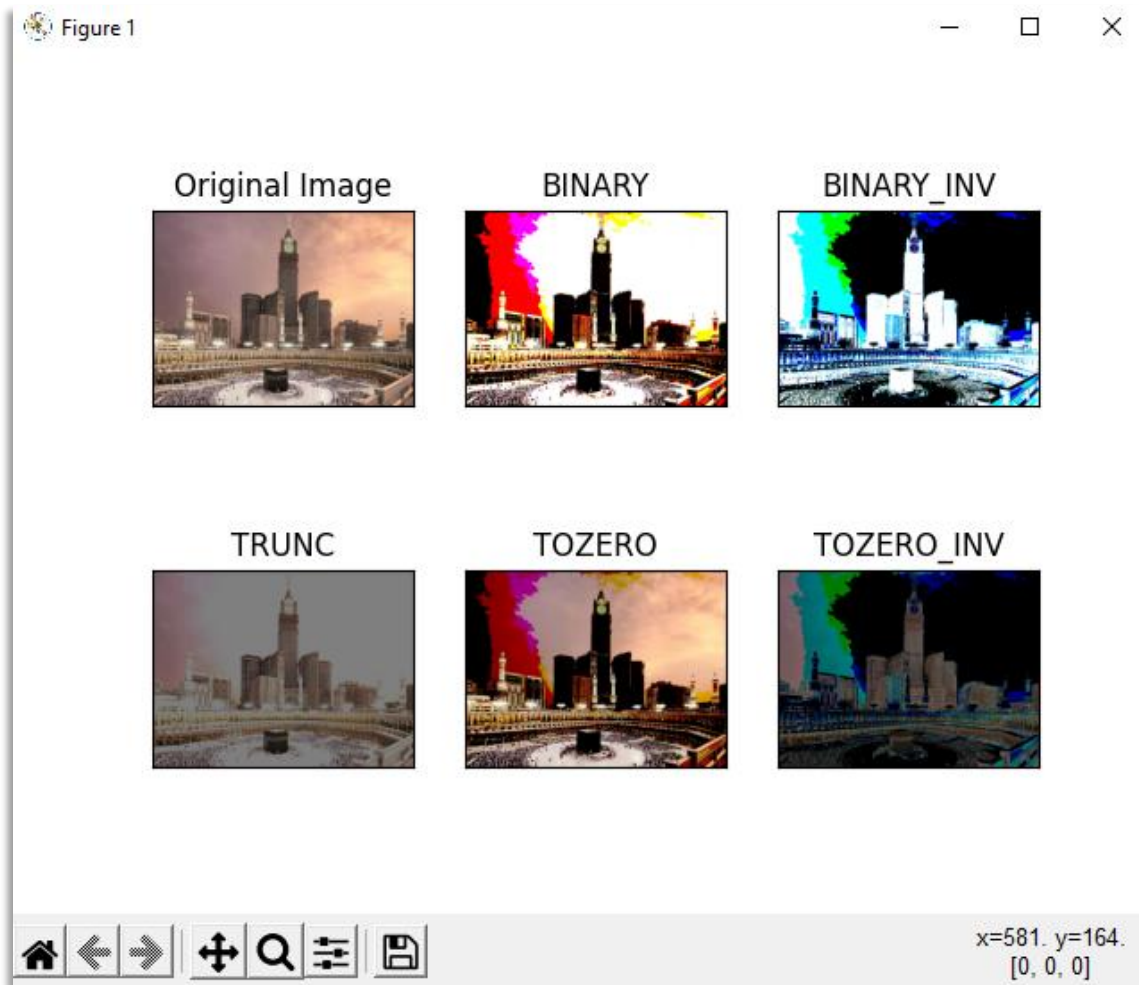 Figure 1
Original Image
BINARY
BINARY_INV
TRUNC
TOZERO
TOZERO_INV
x=581. y=164.
[0, 0, 0]